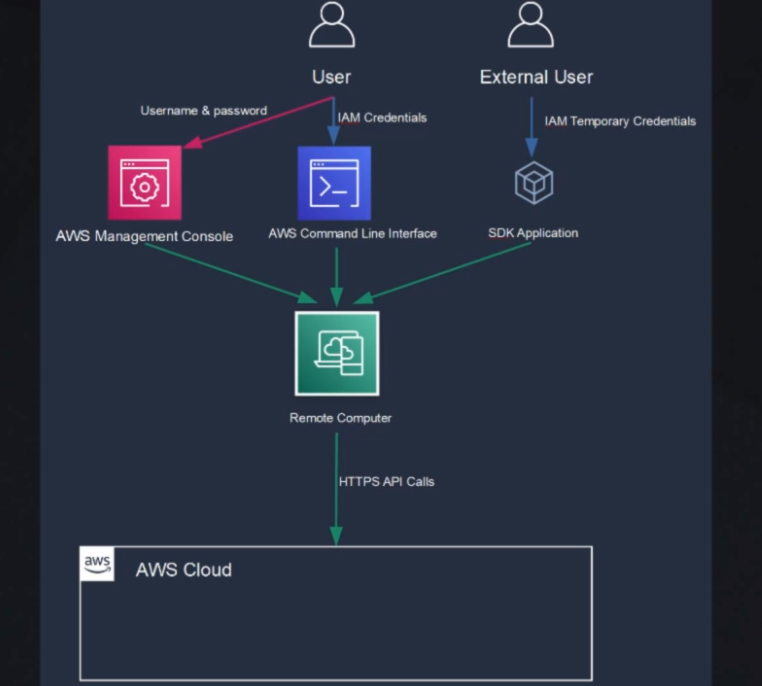 User
External User
Username & password
IAM Credentials
IAM Temporary Credentials
AWS Management Console
AWS Command Line Interface
SDK Application
Remote Computer
HTTPS API Calls
aws
AWS Cloud